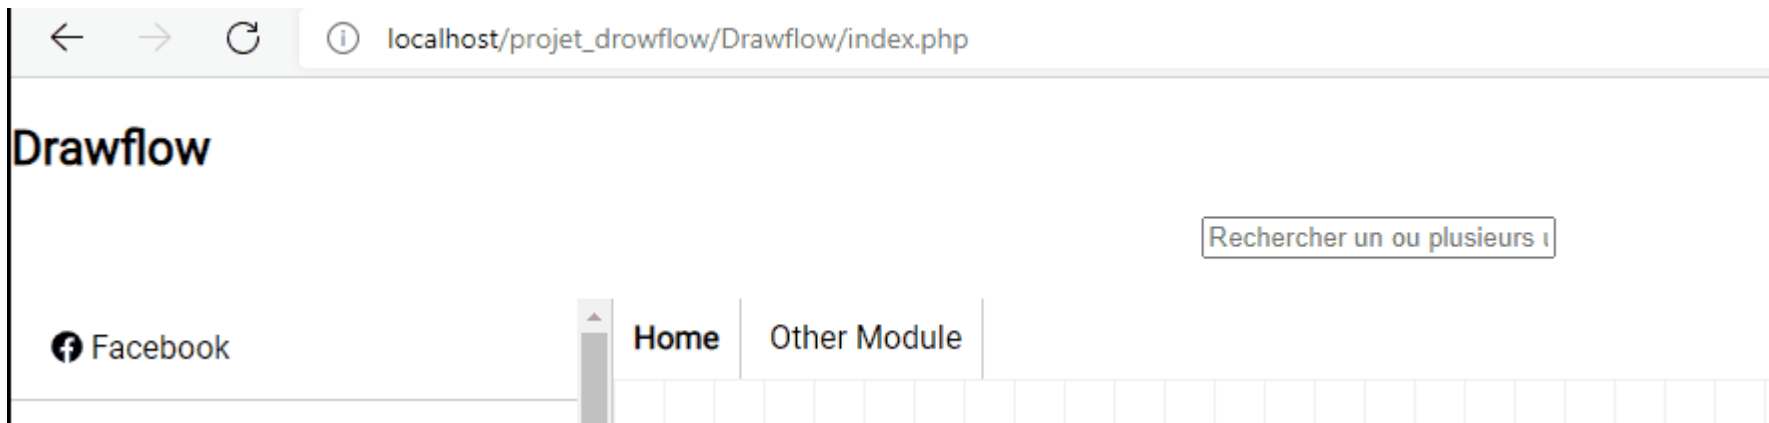 localhost/projet_drowflow/Drawflow/index.php
Drawflow
Rechercher un ou plusieurs
Facebook
Home Other Module